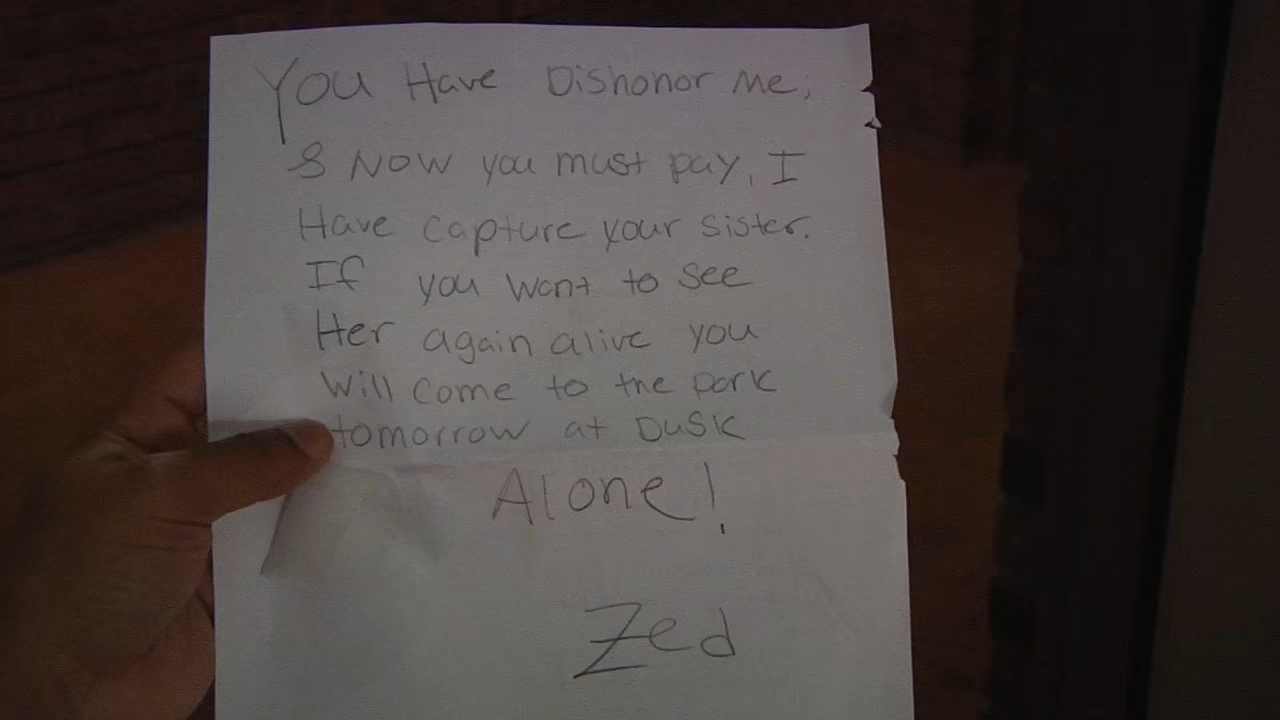 You Have Dishonor Me,
& Now you must pay, I
Have capture your sister.
If you want to see
Her again alive you
Will come to the park
tomorrow at Dusk
Alone!
Zed